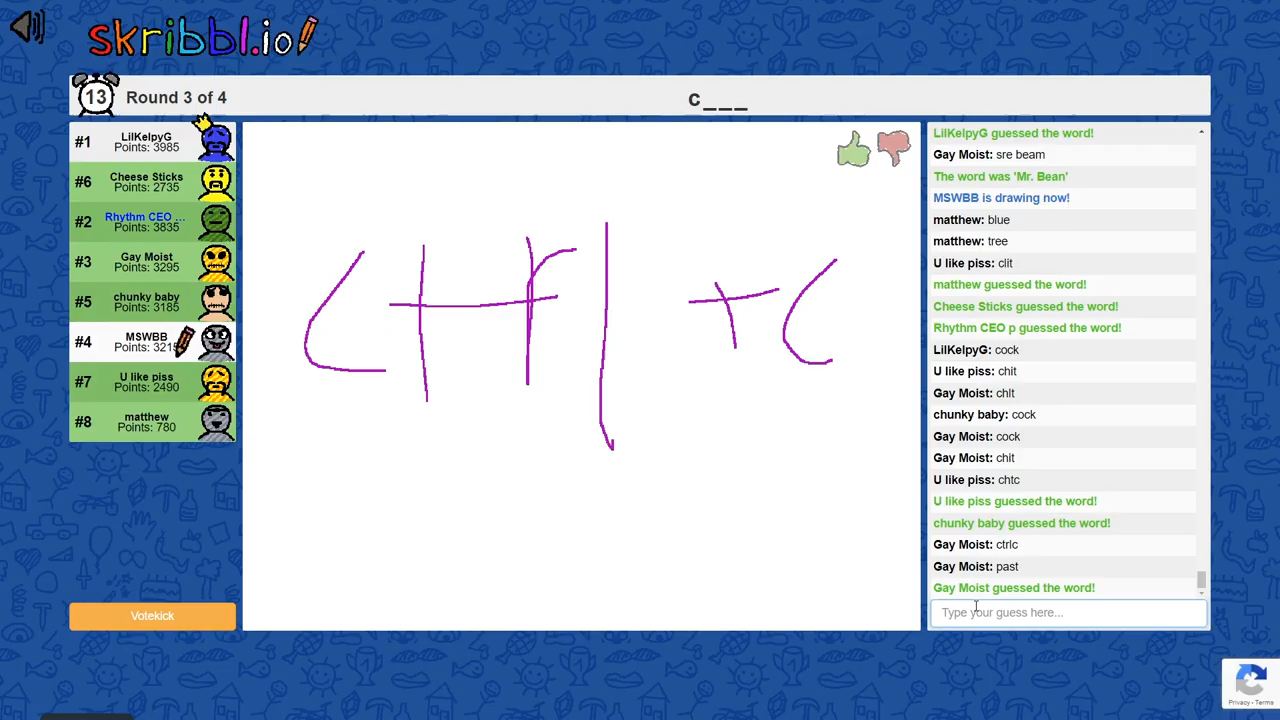 skribbl.io
13 Round 3 of 4 c___
#1 LilKelpyG Points: 3985
#6 Cheese Sticks Points: 2735
#2 Rhythm CEO ... Points: 3835
#3 Gay Moist Points: 3295
#5 chunky baby Points: 3185
#4 MSWBB Points: 3215
#7 U like piss Points: 2490
#8 matthew Points: 780
Votekick
Ctrl + C
LilKelpyG guessed the word!
Gay Moist: sre beam
The word was 'Mr. Bean'
MSWBB is drawing now!
matthew: blue
matthew: tree
U like piss: clit
matthew guessed the word!
Cheese Sticks guessed the word!
Rhythm CEO p guessed the word!
LilKelpyG: cock
U like piss: chit
Gay Moist: chlt
chunky baby: cock
Gay Moist: cock
Gay Moist: chit
U like piss: chtc
U like piss guessed the word!
chunky baby guessed the word!
Gay Moist: ctrlc
Gay Moist: past
Gay Moist guessed the word!
Type your guess here...
Privacy - Terms